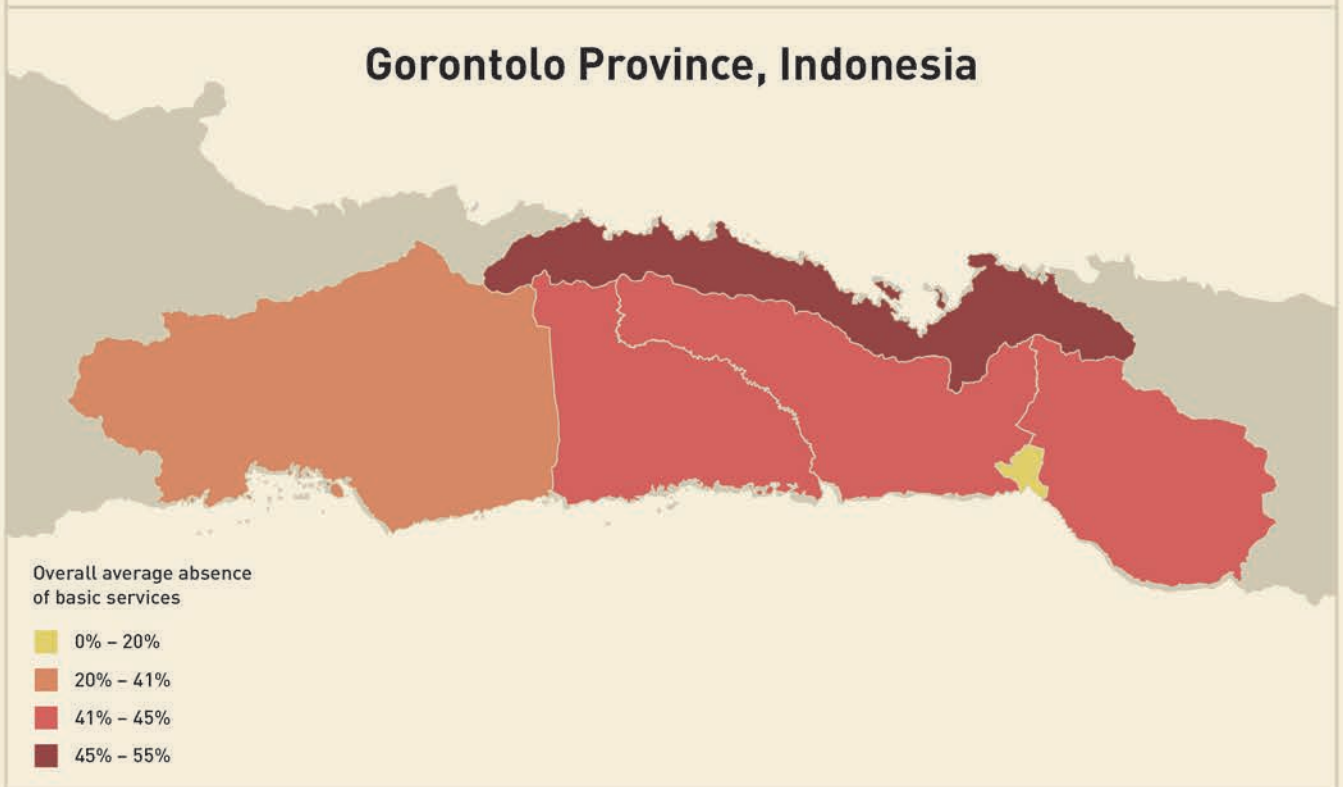 Gorontolo Province, Indonesia
Overall average absence
of basic services
0% – 20%
20% – 41%
41% – 45%
45% – 55%